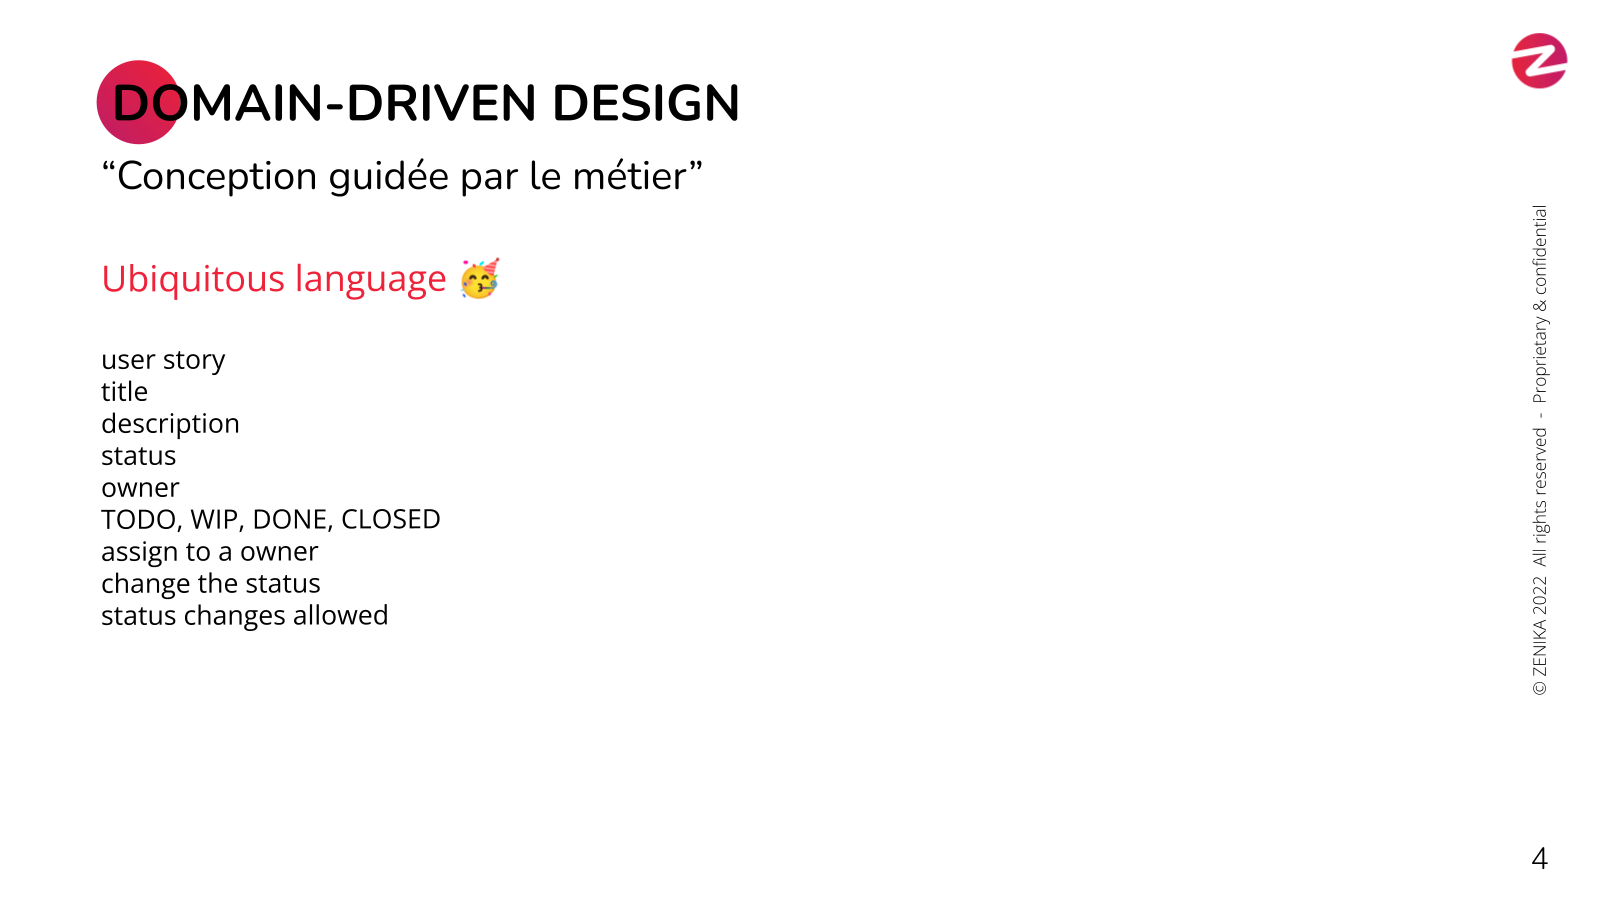 DOMAIN-DRIVEN DESIGN
“Conception guidée par le métier”
Ubiquitous language 🥳
user story
title
description
status
owner
TODO, WIP, DONE, CLOSED
assign to a owner
change the status
status changes allowed
© ZENIKA 2022 All rights reserved - Proprietary & confidential
4